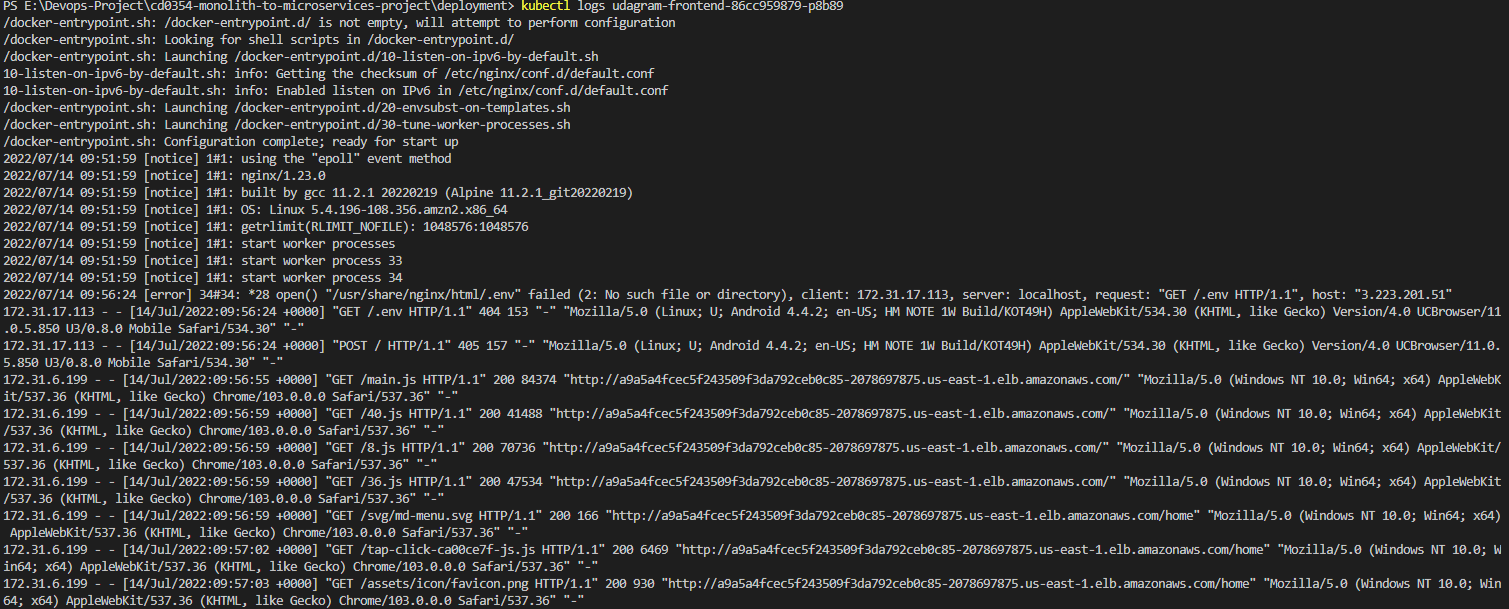 PS E:\Devops-Project\cd0354-monolith-to-microservices-project\deployment> kubectl logs udagram-frontend-86cc959879-p8b89
/docker-entrypoint.sh: /docker-entrypoint.d/ is not empty, will attempt to perform configuration
/docker-entrypoint.sh: Looking for shell scripts in /docker-entrypoint.d/
/docker-entrypoint.sh: Launching /docker-entrypoint.d/10-listen-on-ipv6-by-default.sh
10-listen-on-ipv6-by-default.sh: info: Getting the checksum of /etc/nginx/conf.d/default.conf
10-listen-on-ipv6-by-default.sh: info: Enabled listen on IPv6 in /etc/nginx/conf.d/default.conf
/docker-entrypoint.sh: Launching /docker-entrypoint.d/20-envsubst-on-templates.sh
/docker-entrypoint.sh: Launching /docker-entrypoint.d/30-tune-worker-processes.sh
/docker-entrypoint.sh: Configuration complete; ready for start up
2022/07/14 09:51:59 [notice] 1#1: using the "epoll" event method
2022/07/14 09:51:59 [notice] 1#1: nginx/1.23.0
2022/07/14 09:51:59 [notice] 1#1: built by gcc 11.2.1 20220219 (Alpine 11.2.1_git20220219)
2022/07/14 09:51:59 [notice] 1#1: OS: Linux 5.4.196-108.356.amzn2.x86_64
2022/07/14 09:51:59 [notice] 1#1: getrlimit(RLIMIT_NOFILE): 1048576:1048576
2022/07/14 09:51:59 [notice] 1#1: start worker processes
2022/07/14 09:51:59 [notice] 1#1: start worker process 33
2022/07/14 09:51:59 [notice] 1#1: start worker process 34
2022/07/14 09:56:24 [error] 34#34: *28 open() "/usr/share/nginx/html/.env" failed (2: No such file or directory), client: 172.31.17.113, server: localhost, request: "GET /.env HTTP/1.1", host: "3.223.201.51"
172.31.17.113 - - [14/Jul/2022:09:56:24 +0000] "GET /.env HTTP/1.1" 404 153 "-" "Mozilla/5.0 (Linux; U; Android 4.4.2; en-US; HM NOTE 1W Build/KOT49H) AppleWebKit/534.30 (KHTML, like Gecko) Version/4.0 UCBrowser/11
.0.5.850 U3/0.8.0 Mobile Safari/534.30" "-"
172.31.17.113 - - [14/Jul/2022:09:56:24 +0000] "POST / HTTP/1.1" 405 157 "-" "Mozilla/5.0 (Linux; U; Android 4.4.2; en-US; HM NOTE 1W Build/KOT49H) AppleWebKit/534.30 (KHTML, like Gecko) Version/4.0 UCBrowser/11.0.
5.850 U3/0.8.0 Mobile Safari/534.30" "-"
172.31.6.199 - - [14/Jul/2022:09:56:55 +0000] "GET /main.js HTTP/1.1" 200 84374 "http://a9a5a4fcec5f243509f3da792ceb0c85-2078697875.us-east-1.elb.amazonaws.com/" "Mozilla/5.0 (Windows NT 10.0; Win64; x64) AppleWebK
it/537.36 (KHTML, like Gecko) Chrome/103.0.0.0 Safari/537.36" "-"
172.31.6.199 - - [14/Jul/2022:09:56:59 +0000] "GET /40.js HTTP/1.1" 200 41488 "http://a9a5a4fcec5f243509f3da792ceb0c85-2078697875.us-east-1.elb.amazonaws.com/" "Mozilla/5.0 (Windows NT 10.0; Win64; x64) AppleWebKit
/537.36 (KHTML, like Gecko) Chrome/103.0.0.0 Safari/537.36" "-"
172.31.6.199 - - [14/Jul/2022:09:56:59 +0000] "GET /8.js HTTP/1.1" 200 70736 "http://a9a5a4fcec5f243509f3da792ceb0c85-2078697875.us-east-1.elb.amazonaws.com/" "Mozilla/5.0 (Windows NT 10.0; Win64; x64) AppleWebKit/
537.36 (KHTML, like Gecko) Chrome/103.0.0.0 Safari/537.36" "-"
172.31.6.199 - - [14/Jul/2022:09:56:59 +0000] "GET /36.js HTTP/1.1" 200 47534 "http://a9a5a4fcec5f243509f3da792ceb0c85-2078697875.us-east-1.elb.amazonaws.com/" "Mozilla/5.0 (Windows NT 10.0; Win64; x64) AppleWebKit
/537.36 (KHTML, like Gecko) Chrome/103.0.0.0 Safari/537.36" "-"
172.31.6.199 - - [14/Jul/2022:09:56:59 +0000] "GET /svg/md-menu.svg HTTP/1.1" 200 166 "http://a9a5a4fcec5f243509f3da792ceb0c85-2078697875.us-east-1.elb.amazonaws.com/home" "Mozilla/5.0 (Windows NT 10.0; Win64; x64)
 AppleWebKit/537.36 (KHTML, like Gecko) Chrome/103.0.0.0 Safari/537.36" "-"
172.31.6.199 - - [14/Jul/2022:09:57:02 +0000] "GET /tap-click-ca00ce7f-js.js HTTP/1.1" 200 6469 "http://a9a5a4fcec5f243509f3da792ceb0c85-2078697875.us-east-1.elb.amazonaws.com/home" "Mozilla/5.0 (Windows NT 10.0; W
in64; x64) AppleWebKit/537.36 (KHTML, like Gecko) Chrome/103.0.0.0 Safari/537.36" "-"
172.31.6.199 - - [14/Jul/2022:09:57:03 +0000] "GET /assets/icon/favicon.png HTTP/1.1" 200 930 "http://a9a5a4fcec5f243509f3da792ceb0c85-2078697875.us-east-1.elb.amazonaws.com/home" "Mozilla/5.0 (Windows NT 10.0; Win
64; x64) AppleWebKit/537.36 (KHTML, like Gecko) Chrome/103.0.0.0 Safari/537.36" "-"